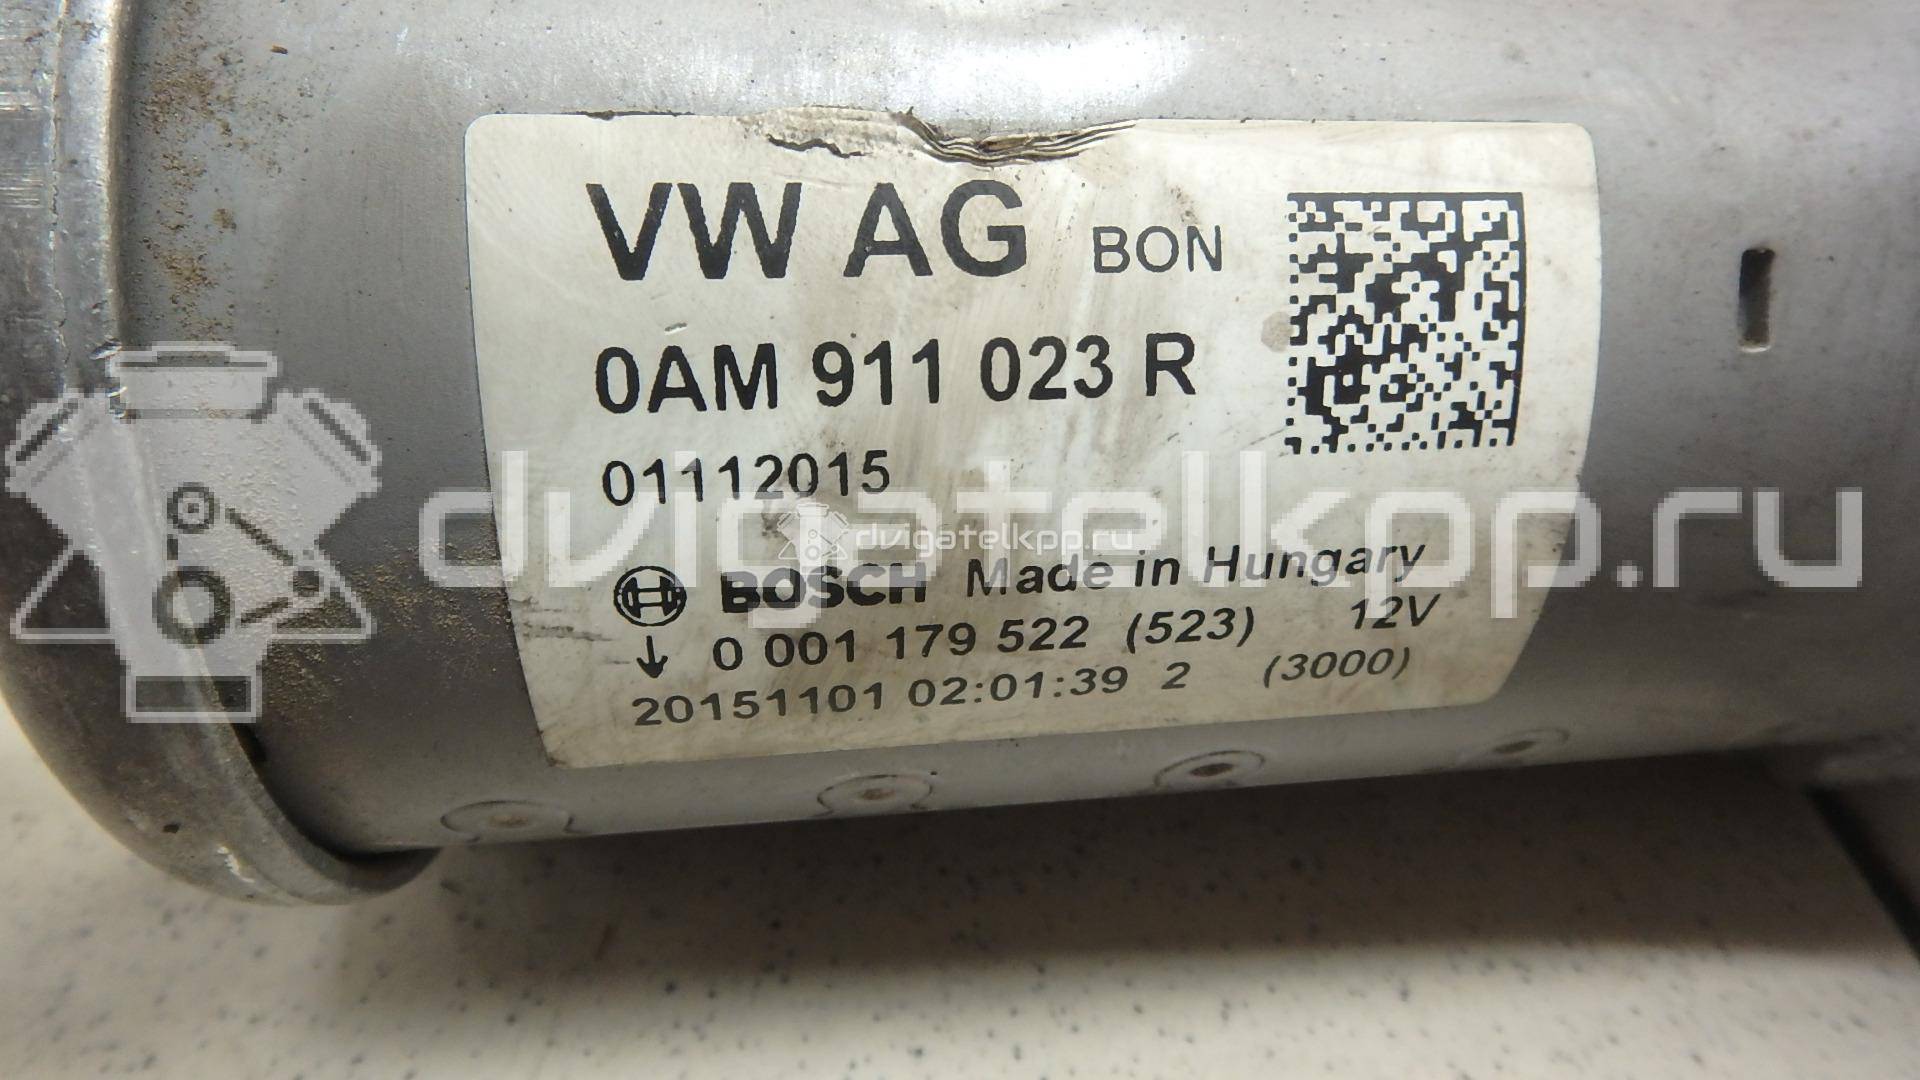 VW AG BON
0AM 911 023 R
01112015
dvigatelkpp.ru
dvigatelkpp.ru
BOSCH Made in Hungary
0 001 179 522 (523) 12V
20151101 02:01:39 2 (3000)